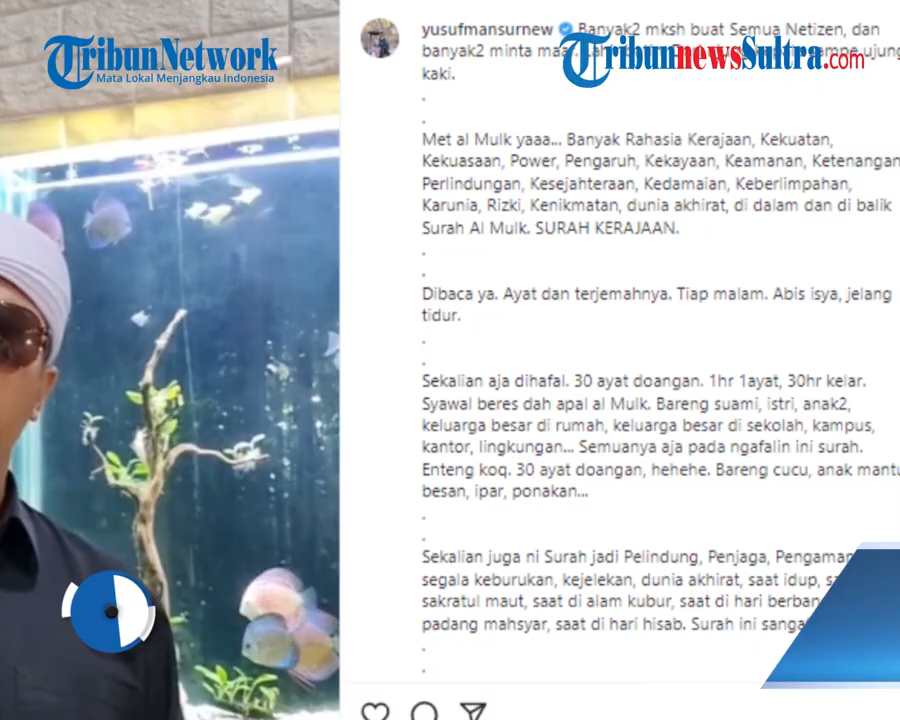 TribunNetwork
Mata Lokal Menjangkau Indonesia
TribunnewsSultra.com
yusufmansurnew Banyak2 mksh buat Semua Netizen, dan
banyak2 minta
kaki.
.
.
Met al Mulk yaaa... Banyak Rahasia Kerajaan, Kekuatan,
Kekuasaan, Power, Pengaruh, Kekayaan, Keamanan, Ketenangan
Perlindungan, Kesejahteraan, Kedamaian, Keberlimpahan,
Karunia, Rizki, Kenikmatan, dunia akhirat, di dalam dan di balik
Surah Al Mulk. SURAH KERAJAAN.
.
.
Dibaca ya. Ayat dan terjemahnya. Tiap malam. Abis isya, jelang
tidur.
.
.
Sekalian aja dihafal. 30 ayat doangan. 1hr 1ayat, 30hr kelar.
Syawal beres dah apal al Mulk. Bareng suami, istri, anak2,
keluarga besar di rumah, keluarga besar di sekolah, kampus,
kantor, lingkungan... Semuanya aja pada ngafalin ini surah.
Enteng koq. 30 ayat doangan, hehehe. Bareng cucu, anak mantu
besan, ipar, ponakan...
.
.
Sekalian juga ni Surah jadi Pelindung, Penjaga, Pengaman
segala keburukan, kejelekan, dunia akhirat, saat idup,
sakratul maut, saat di alam kubur, saat di hari
padang mahsyar, saat di hari hisab. Surah ini
.
.